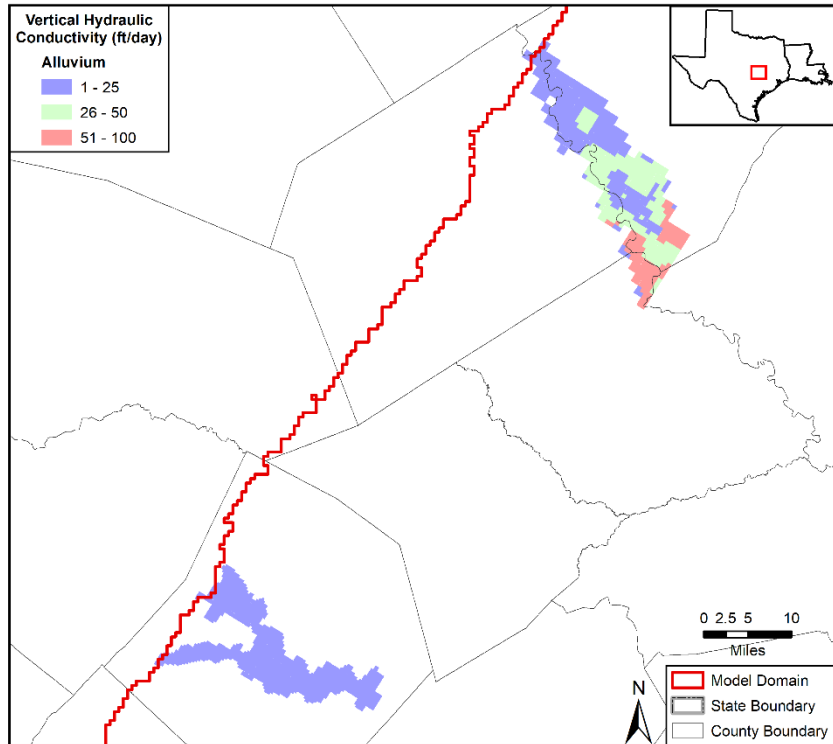 Vertical Hydraulic
Conductivity (ft/day)
Alluvium
1 - 25
26 - 50
51 - 100
0 2.5 5 10
Miles
N
Model Domain
State Boundary
County Boundary